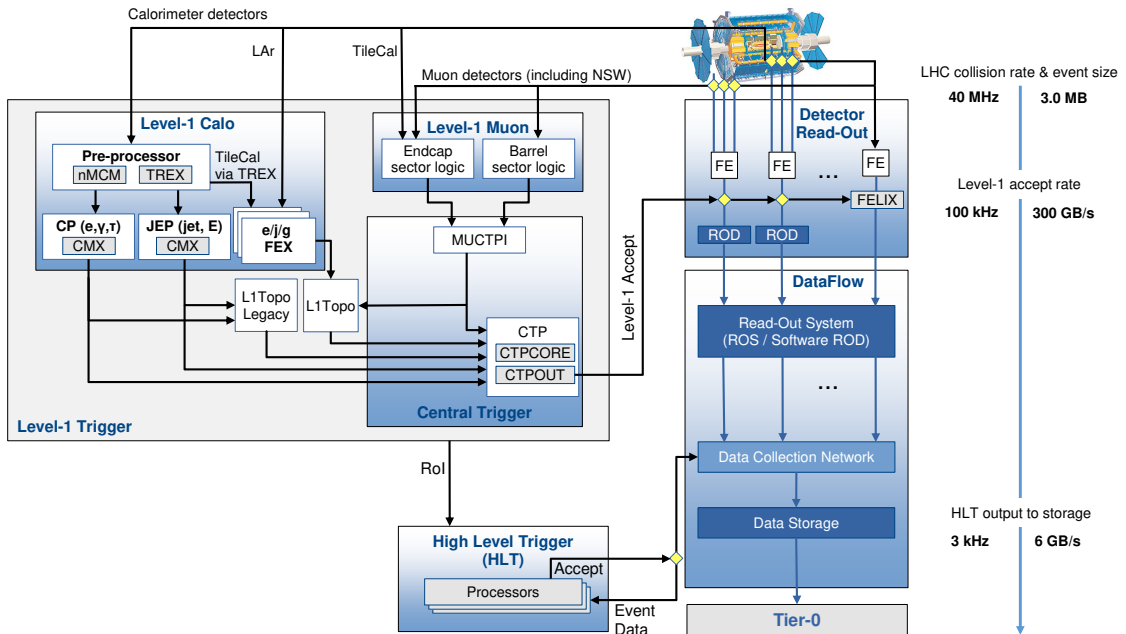 Calorimeter detectors
LAr
TileCal
Muon detectors (including NSW)
LHC collision rate & event size
40 MHz 3.0 MB
Level-1 Calo
Pre-processor
nMCM TREX
TileCal
via TREX
CP (e,γ,τ)
CMX
JEP (jet, E)
CMX
e/j/g
FEX
Level-1 Muon
Endcap
sector logic
Barrel
sector logic
Detector
Read-Out
FE
FE
...
FE
FELIX
ROD
ROD
Level-1 accept rate
100 kHz 300 GB/s
MUCTPI
L1Topo
Legacy
L1Topo
CTP
CTPCORE
CTPOUT
Central Trigger
Level-1 Trigger
Level-1 Accept
DataFlow
Read-Out System
(ROS / Software ROD)
...
Data Collection Network
Data Storage
RoI
High Level Trigger
(HLT)
Accept
Processors
Event
Data
HLT output to storage
3 kHz 6 GB/s
Tier-0